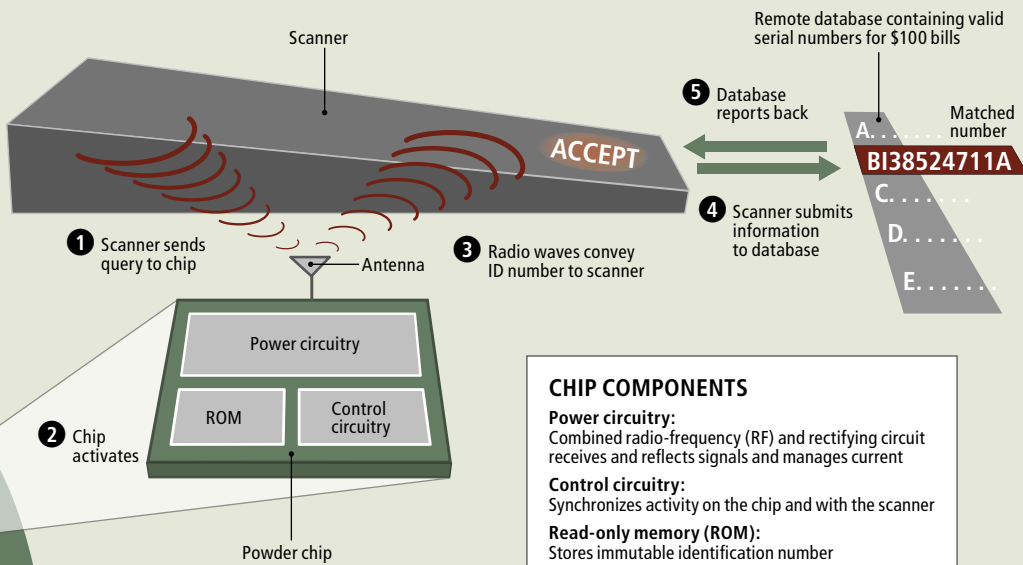 Remote database containing valid
serial numbers for $100 bills
Scanner
5 Database
reports back
A. . . . . . .
Matched
number
ACCEPT
BI38524711A
C. . . . . . .
D. . . . . . .
E. . . . . . .
4 Scanner submits
information
to database
1 Scanner sends
query to chip
3 Radio waves convey
ID number to scanner
Antenna
Power circuitry
ROM
Control
circuitry
2 Chip
activates
Powder chip
CHIP COMPONENTS
Power circuitry:
Combined radio-frequency (RF) and rectifying circuit
receives and reflects signals and manages current
Control circuitry:
Synchronizes activity on the chip and with the scanner
Read-only memory (ROM):
Stores immutable identification number